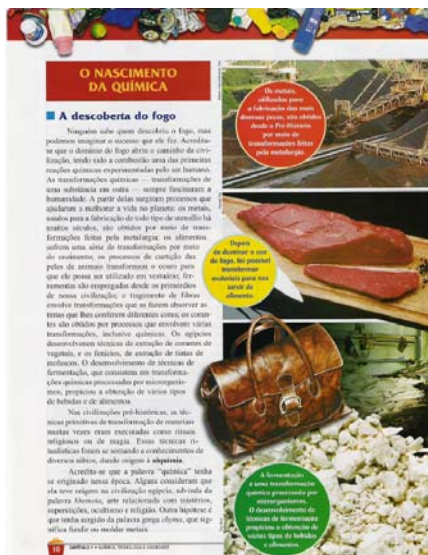 O NASCIMENTO
DA QUÍMICA
A descoberta do fogo
Ninguém sabe quem descobriu o fogo, mas
podemos imaginar o sucesso que ele fez. Acredita-
se que o domínio do fogo abriu o caminho da civi-
lização, tendo sido a combustão uma das primeiras
reações químicas experimentadas pelo ser humano.
As transformações químicas — transformações de
uma substância em outra — sempre fascinaram a
humanidade. A partir delas surgiram processos que
ajudaram a melhorar a vida no planeta: os metais,
usados para a fabricação de todo tipo de utensílio há
muitos séculos, são obtidos por meio de trans-
formações feitas pela metalurgia; os alimentos
sofrem uma série de transformações por meio
do cozimento; os processos de curtição das
peles de animais transformam o couro para
que ele possa ser utilizado em vestuário; fer-
ramentas são empregadas desde os primórdios
de nossa civilização; o tingimento de fibras
envolve transformações que as fazem absorver as
tintas que lhes conferem diferentes cores; os coran-
tes são obtidos por processos que envolvem várias
transformações, inclusive químicas. Os egípcios
desenvolveram técnicas de extração de corantes de
vegetais, e os fenícios, de extração de tintas de
moluscos. O desenvolvimento de técnicas de
fermentação, que consistem em transforma-
ções químicas processadas por microrganis-
mos, propiciou a obtenção de vários tipos
de bebidas e de alimentos.
Nas civilizações pré-históricas, as téc-
nicas primitivas de transformação de materiais
muitas vezes eram executadas como rituais
religiosos ou de magia. Essas técnicas ri-
tualísticas foram se somando a conhecimentos de
diversos sábios, dando origem à alquimia.
Acredita-se que a palavra "química" tenha
se originado nessa época. Alguns consideram que
ela teve origem na civilização egípcia, advinda da
palavra khemeia, arte relacionada com mistérios,
superstições, ocultismo e religião. Outra hipótese é
que tenha surgido da palavra grega chyma, que sig-
nifica fundir ou moldar metais.
Os metais,
utilizados para
a fabricação das mais
diversas peças, são obtidos
desde a Pré-História
por meio de
transformações feitas
pela metalurgia.
Depois
de dominar o uso
do fogo, foi possível
transformar
materiais para nos
servir de
alimento.
A fermentação
é uma transformação
química processada por
microrganismos.
O desenvolvimento de
técnicas de fermentação
propiciou a obtenção de
vários tipos de bebidas
e alimentos.
10
CAPÍTULO 1 • QUÍMICA, TECNOLOGIA E SOCIEDADE